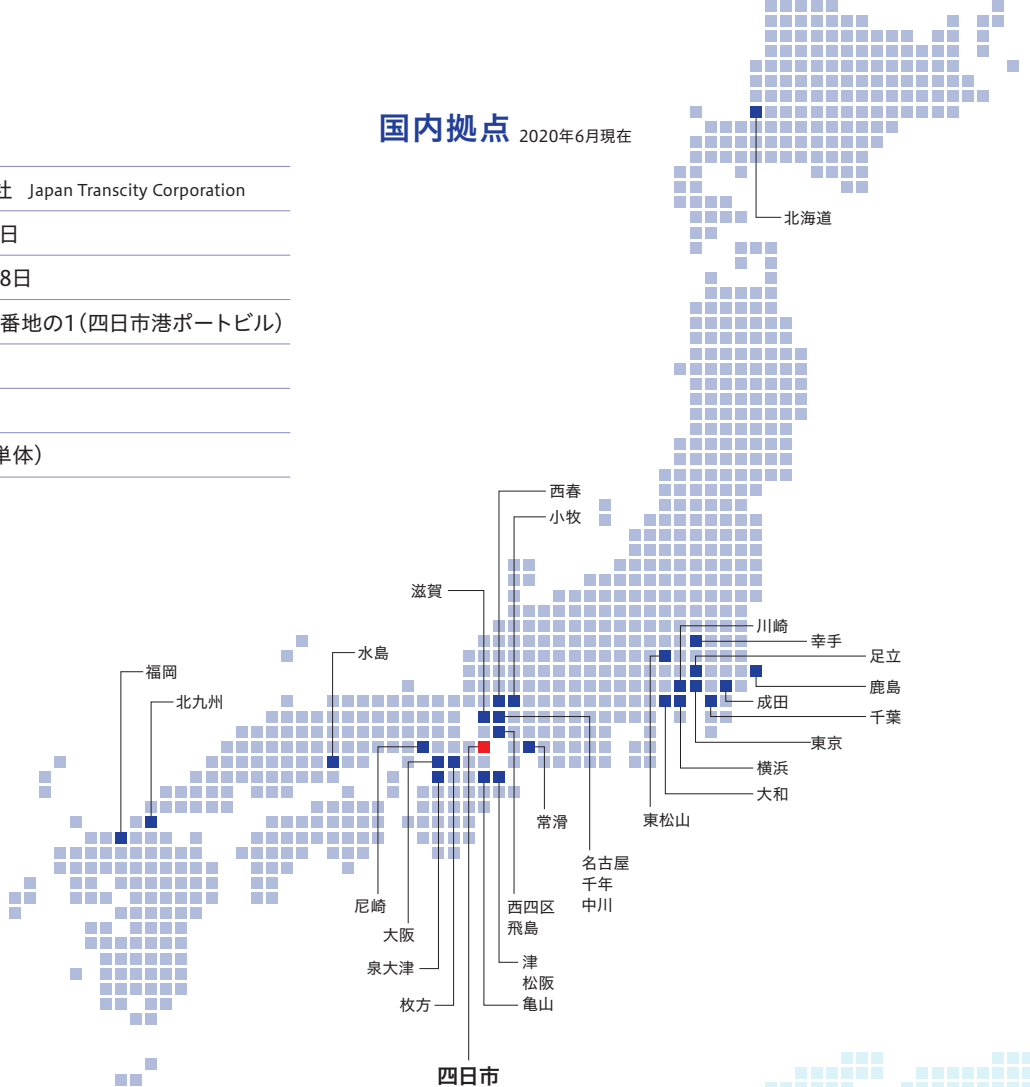 国内拠点 2020年6月現在
社 Japan Transcity Corporation
日
8日
番地の1(四日市港ポートビル)
単体)
北海道
西春
小牧
滋賀
川崎
幸手
水島
足立
福岡
鹿島
北九州
成田
千葉
東京
横浜
大和
常滑
東松山
名古屋
千年
中川
尼崎
西四区
飛島
大阪
泉大津
津
松阪
枚方
亀山
四日市